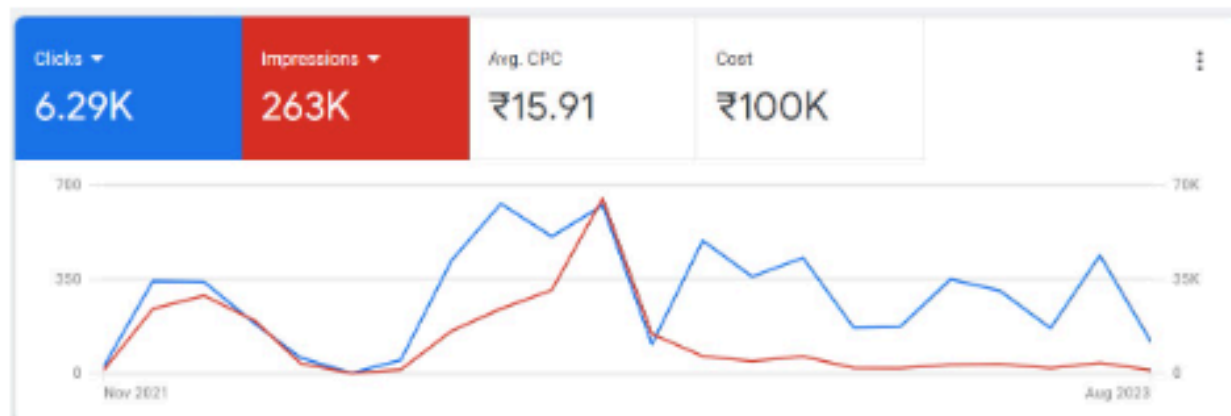 Clicks
6.29K
Impressions
263K
Avg. CPC
₹15.91
Cost
₹100K
700
70K
350
35K
0
0
Nov 2021
Aug 2023